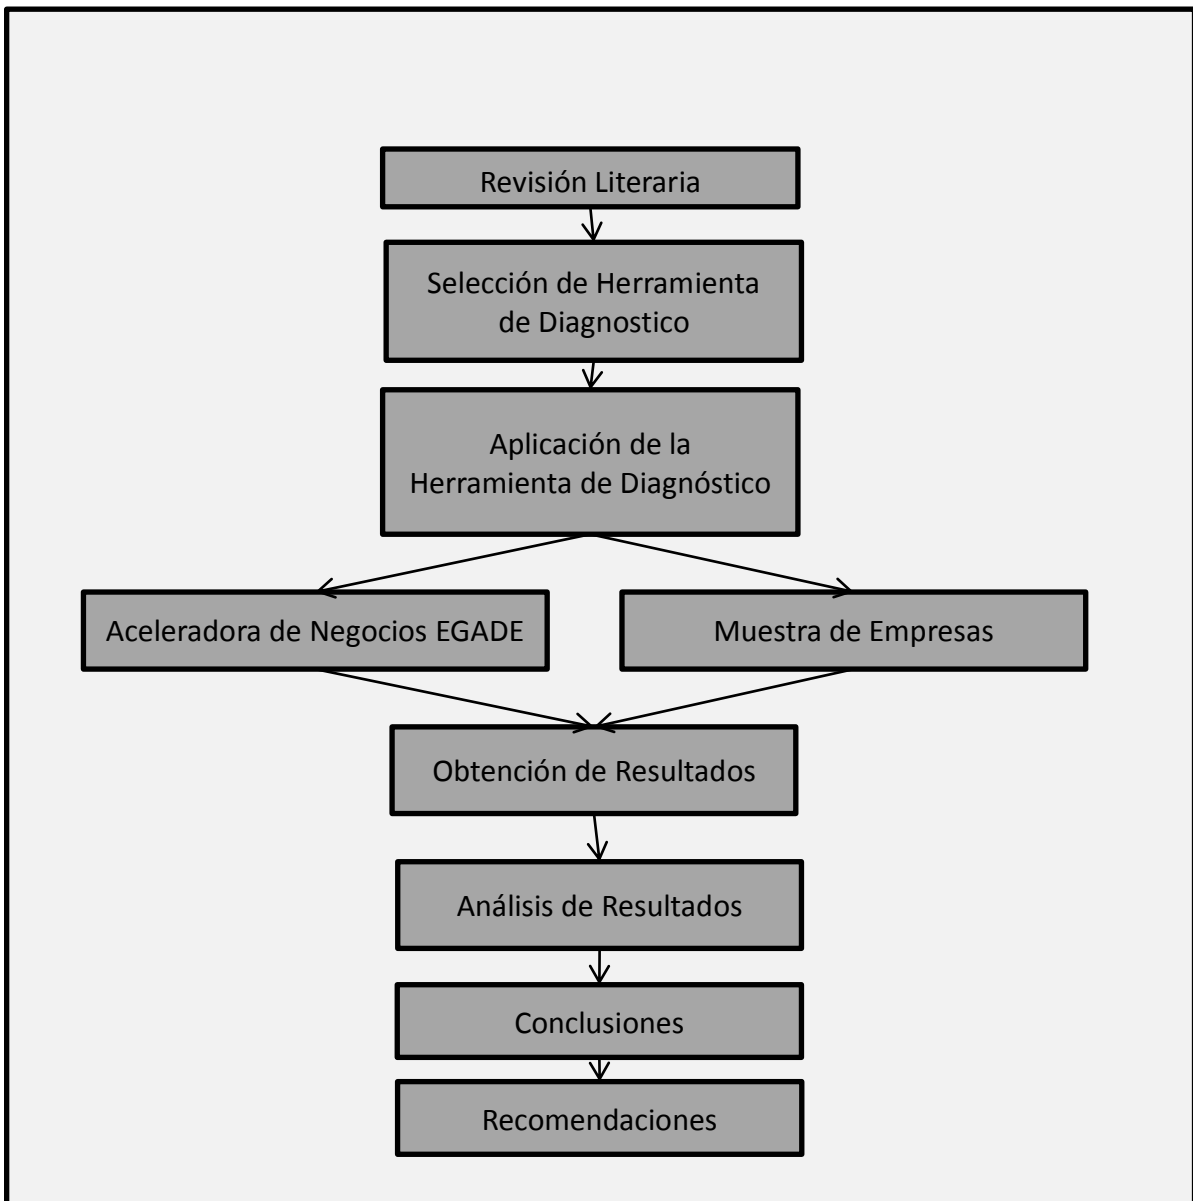 Revisión Literaria
Selección de Herramienta
de Diagnostico
Aplicación de la
Herramienta de Diagnóstico
Aceleradora de Negocios EGADE
Muestra de Empresas
Obtención de Resultados
Análisis de Resultados
Conclusiones
Recomendaciones